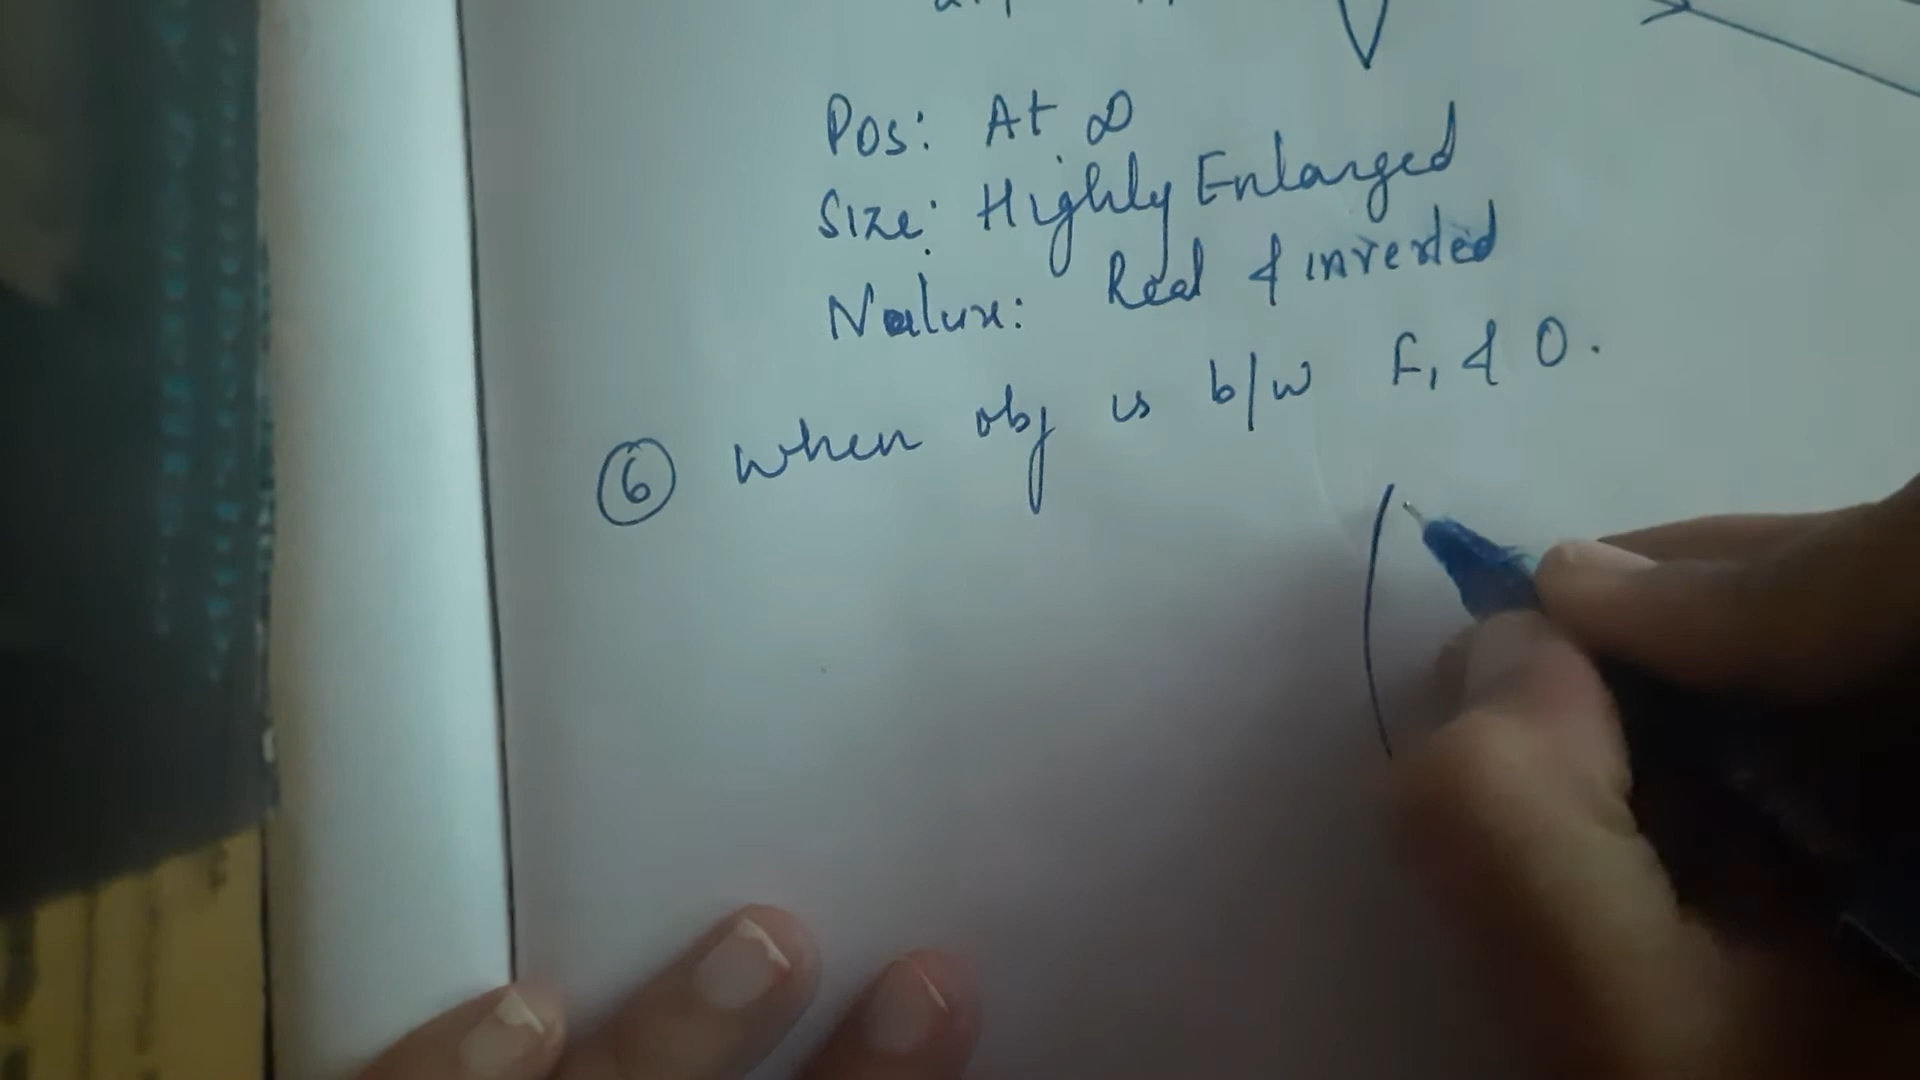 Pos: At ∞
Size: Highly Enlarged
Nature: Real & inverted
⑥ When obj is b/w F₁ & O.